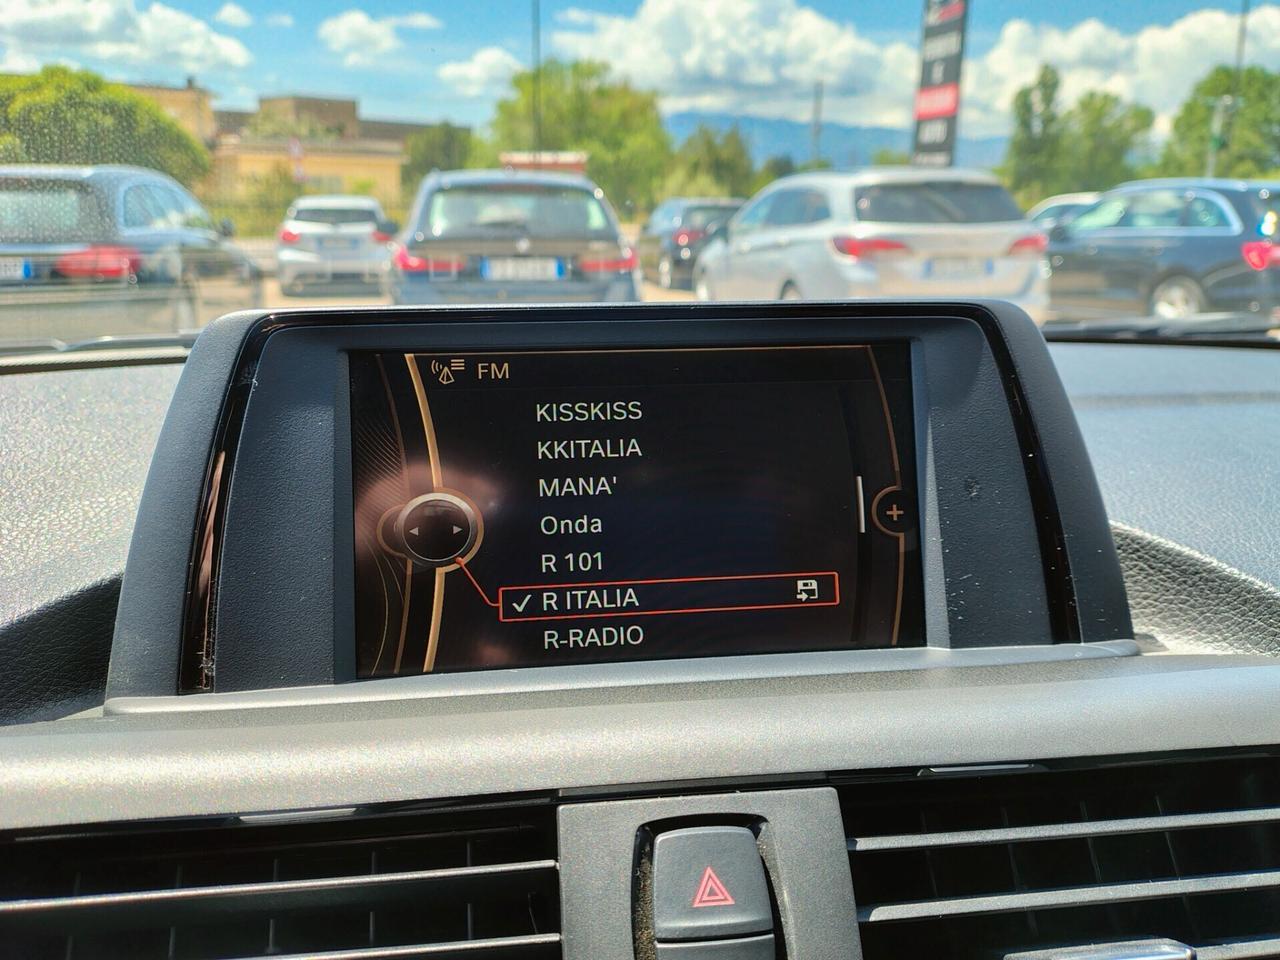 FM
KISSKISS
KKITALIA
MANA'
Onda
R 101
R ITALIA
R-RADIO